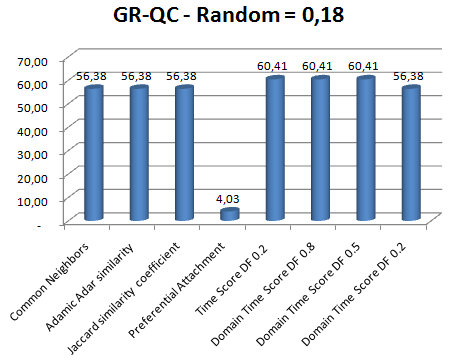 GR-QC - Random = 0,18
70,00
60,00
50,00
40,00
30,00
20,00
10,00
-
56,38
56,38
56,38
4,03
60,41
60,41
60,41
56,38
Common Neighbors
Adamic Adar similarity
Jaccard similarity coefficient
Preferential Attachment
Time Score DF 0.2
Domain Time Score DF 0.8
Domain Time Score DF 0.5
Domain Time Score DF 0.2